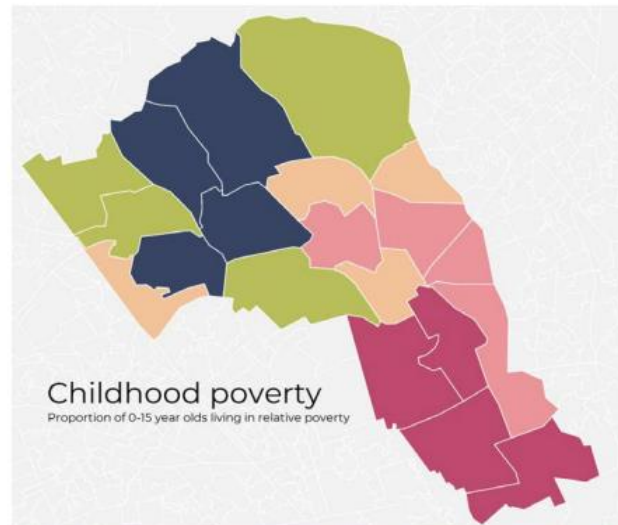 Childhood poverty
Proportion of 0-15 year olds living in relative poverty